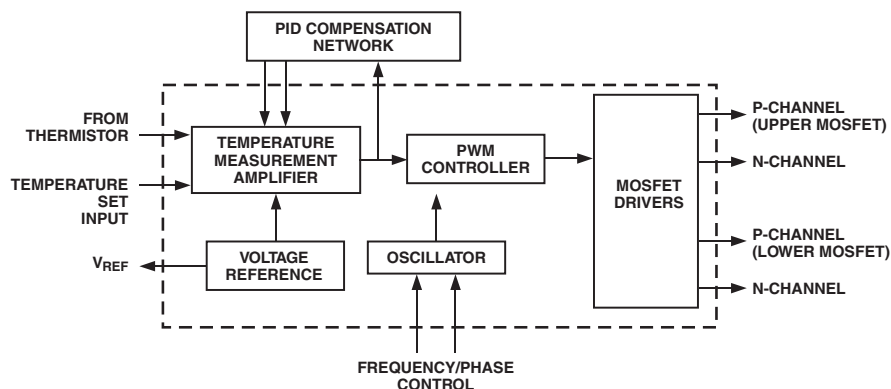 PID COMPENSATION
NETWORK
FROM
THERMISTOR
TEMPERATURE
SET
INPUT
VREF
TEMPERATURE
MEASUREMENT
AMPLIFIER
PWM
CONTROLLER
VOLTAGE
REFERENCE
OSCILLATOR
MOSFET
DRIVERS
P-CHANNEL
(UPPER MOSFET)
N-CHANNEL
P-CHANNEL
(LOWER MOSFET)
N-CHANNEL
FREQUENCY/PHASE
CONTROL